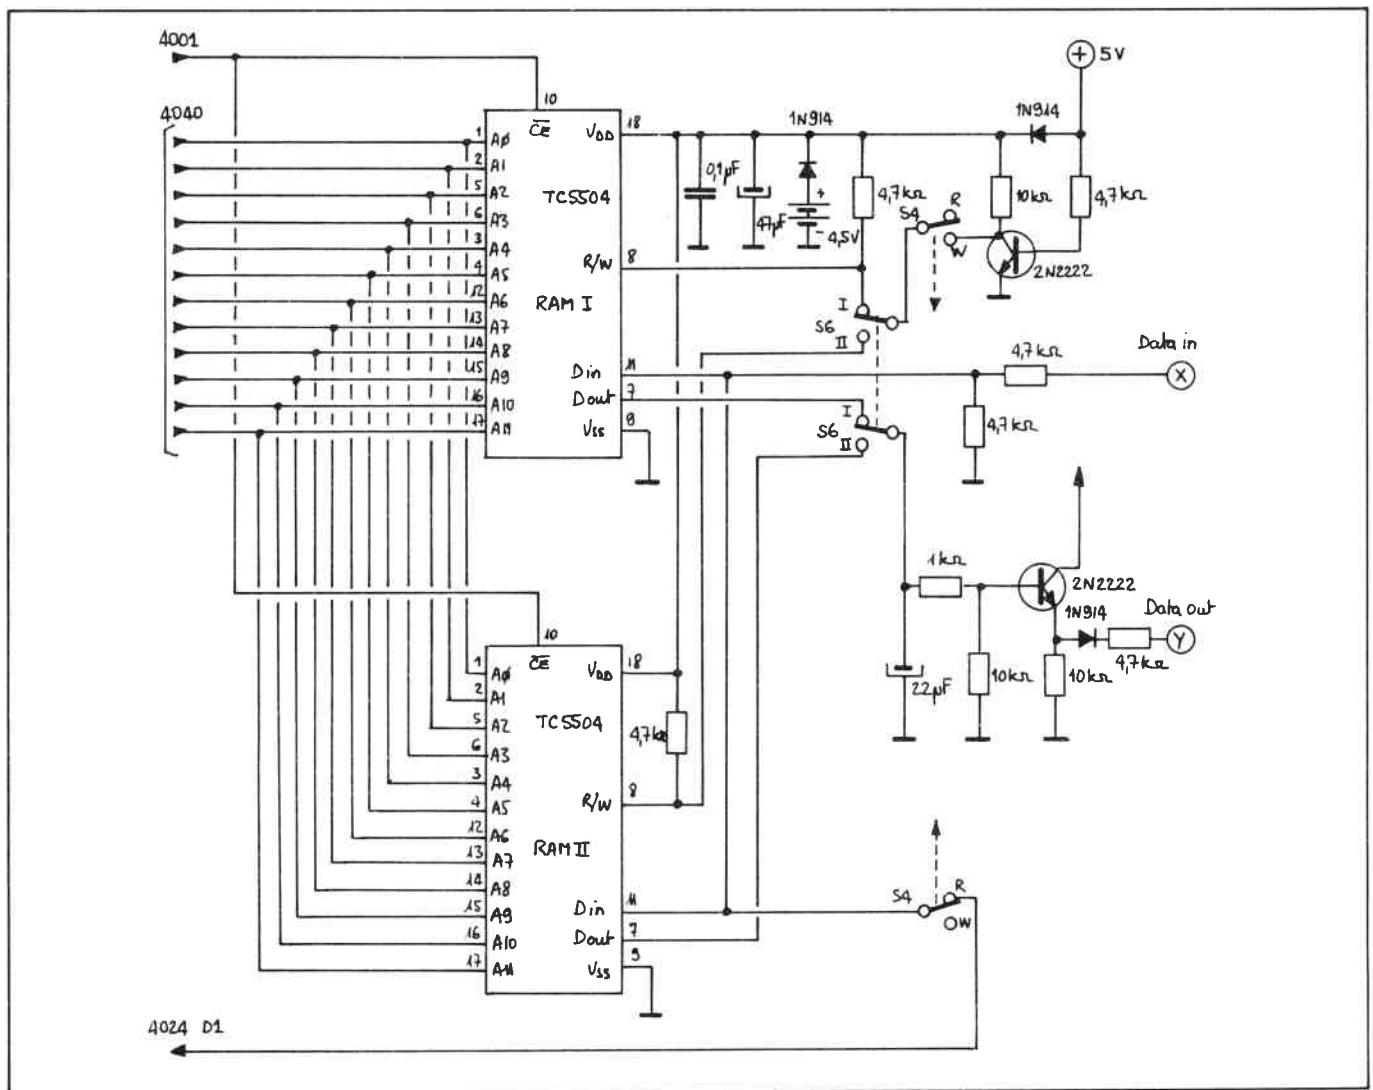 4001
4040
10
CE
1 AØ
2 A1
5 A2
6 A3
3 A4
4 A5
12 A6
13 A7
14 A8
15 A9
16 A10
17 A11
TC5504
RAM I
VDD 18
R/W 8
Din 11
Dout 7
VSS 9
0,1µF
47µF
1N914
+
- 4,5V
4,7kΩ
S4
R
W
10kΩ
1N914
+ 5V
4,7kΩ
2N2222
I
S6
II
4,7kΩ
Data in
X
4,7kΩ
I
S6
II
1kΩ
2N2222
1N914
Data out
Y
4,7kΩ
22µF
10kΩ
10kΩ
10
CE
1 AØ
2 A1
5 A2
6 A3
3 A4
4 A5
12 A6
13 A7
14 A8
15 A9
16 A10
17 A11
TC5504
RAM II
VDD 18
4,7kΩ
R/W 8
Din 11
Dout 7
VSS 9
S4
R
W
4024 D1